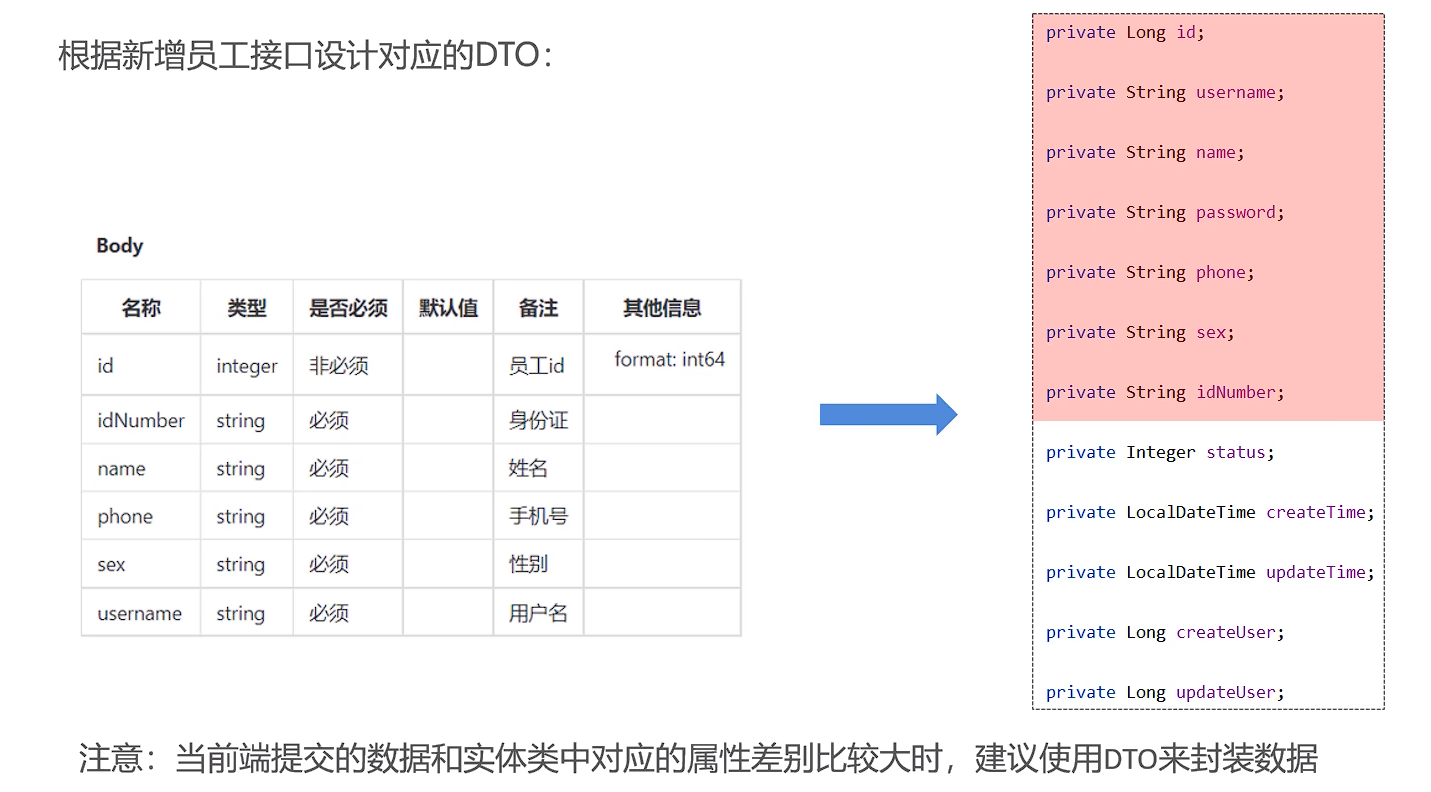 根据新增员工接口设计对应的DTO：
Body
名称 类型 是否必须 默认值 备注 其他信息
id integer 非必须 员工id format: int64
idNumber string 必须 身份证
name string 必须 姓名
phone string 必须 手机号
sex string 必须 性别
username string 必须 用户名
private Long id;
private String username;
private String name;
private String password;
private String phone;
private String sex;
private String idNumber;
private Integer status;
private LocalDateTime createTime;
private LocalDateTime updateTime;
private Long createUser;
private Long updateUser;
注意：当前端提交的数据和实体类中对应的属性差别比较大时，建议使用DTO来封装数据